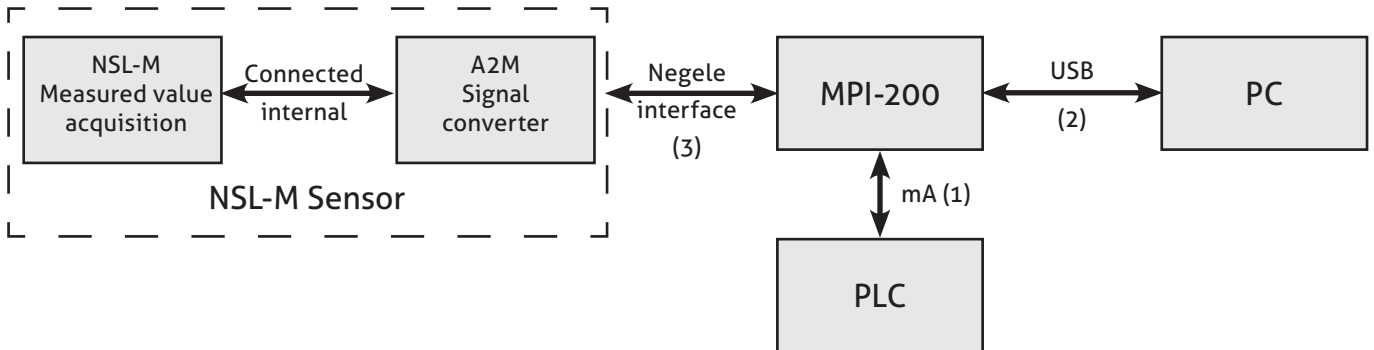 NSL-M
Measured value
acquisition
Connected
internal
A2M
Signal
converter
NSL-M Sensor
Negele
interface
(3)
MPI-200
USB
(2)
PC
mA (1)
PLC